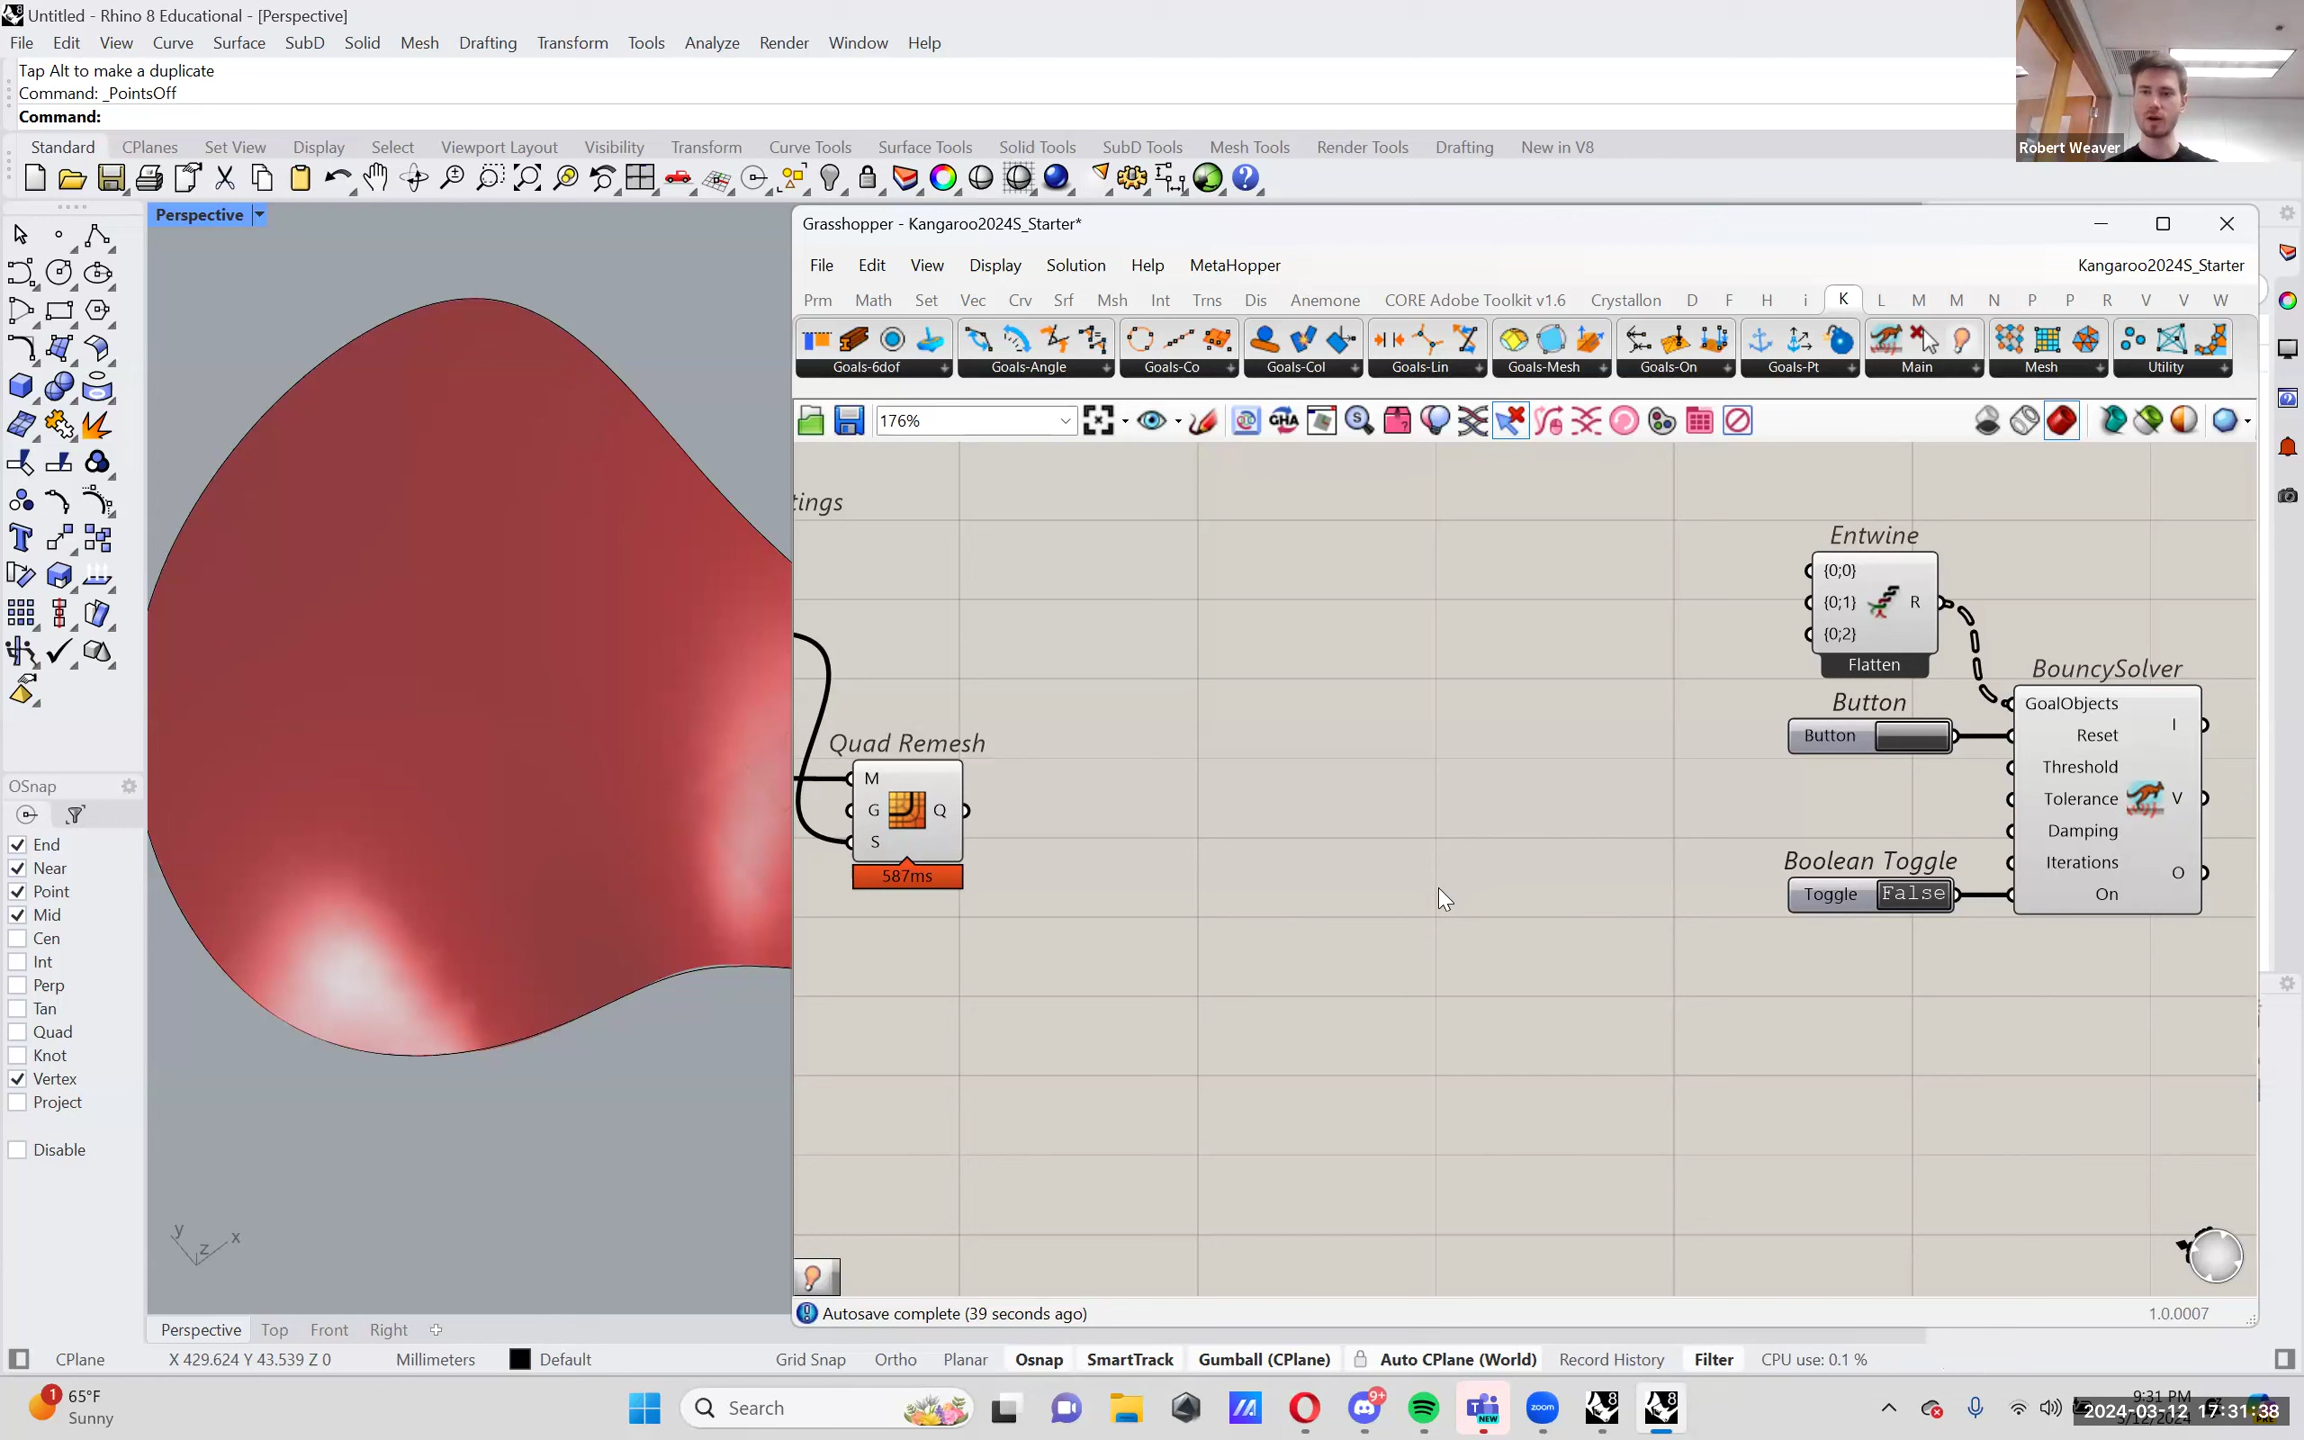 Untitled - Rhino 8 Educational - [Perspective]
File Edit View Curve Surface SubD Solid Mesh Drafting Transform Tools Analyze Render Window Help
Tap Alt to make a duplicate
Command: _PointsOff
Command:
Robert Weaver
Standard CPlanes Set View Display Select Viewport Layout Visibility Transform Curve Tools Surface Tools Solid Tools SubD Tools Mesh Tools Render Tools Drafting New in V8
Perspective
Grasshopper - Kangaroo2024S_Starter*
File Edit View Display Solution Help MetaHopper Kangaroo2024S_Starter
Prm Math Set Vec Crv Srf Msh Int Trns Dis Anemone CORE Adobe Toolkit v1.6 Crystallon D F H i K L M M N P P R V V W
Goals-6dof Goals-Angle Goals-Co Goals-Col Goals-Lin Goals-Mesh Goals-On Goals-Pt Main Mesh Utility
176%
tings
Entwine
{0;0}
{0;1} R
{0;2}
Flatten
Button
Button
BouncySolver
GoalObjects
Reset
Threshold
Tolerance
Damping
Iterations
On
I
V
O
Boolean Toggle
Toggle False
Quad Remesh
M
G Q
S
587ms
OSnap
End
Near
Point
Mid
Cen
Int
Perp
Tan
Quad
Knot
Vertex
Project
Disable
y
z x
Autosave complete (39 seconds ago) 1.0.0007
Perspective Top Front Right
CPlane X 429.624 Y 43.539 Z 0 Millimeters Default Grid Snap Ortho Planar Osnap SmartTrack Gumball (CPlane) Auto CPlane (World) Record History Filter CPU use: 0.1 %
1
65°F
Sunny
Search
9+
NEW
zoom
9:31 PM
2024-03-12 17:31:38